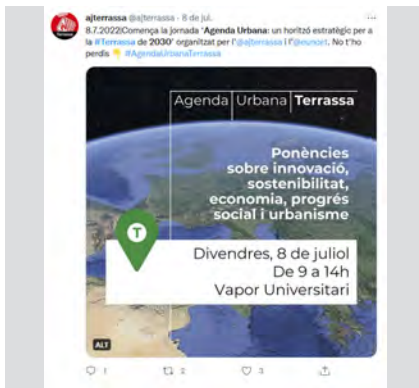 ajterrassa @ajterrassa · 8 de jul.
8.7.2022|Comença la jornada 'Agenda Urbana: un horitzó estratègic per a
la #Terrassa de 2030' organitzat per l'@ajterrassa i l'@eunoet. No t'ho
perdis 👇 #AgendaUrbanaTerrassa
Agenda Urbana Terrassa
Ponències
sobre innovació,
sostenibilitat,
economia, progrés
social i urbanisme
T
Divendres, 8 de juliol
De 9 a 14h
Vapor Universitari
ALT
1 2 3